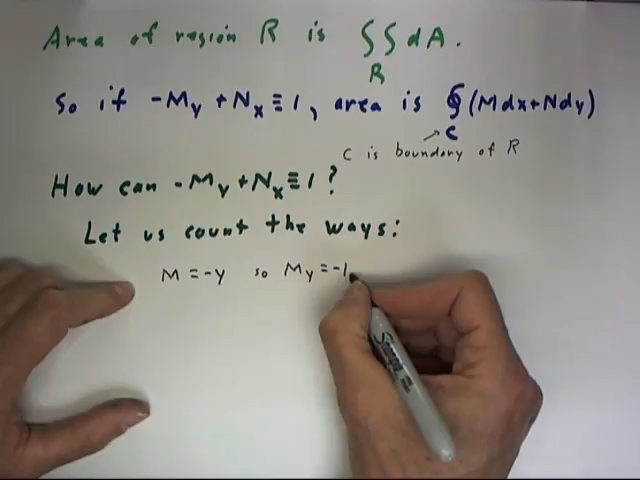 Area of region R is ∬ dA.
R
So if -My + Nx ≡ 1, area is ∮ (Mdx+Ndy)
C
C is boundary of R
How can -My + Nx ≡ 1?
Let us count the ways:
M = -y so My = -1
Sharpie